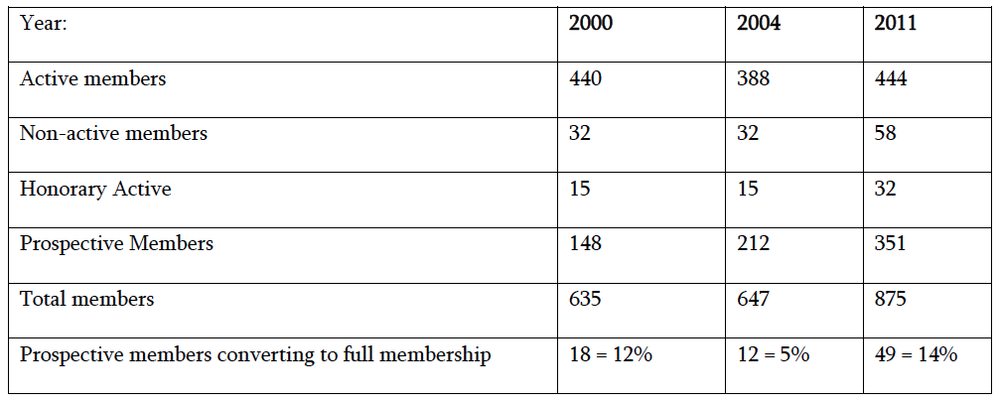 Year: 2000 2004 2011
Active members 440 388 444
Non-active members 32 32 58
Honorary Active 15 15 32
Prospective Members 148 212 351
Total members 635 647 875
Prospective members converting to full membership 18 = 12% 12 = 5% 49 = 14%